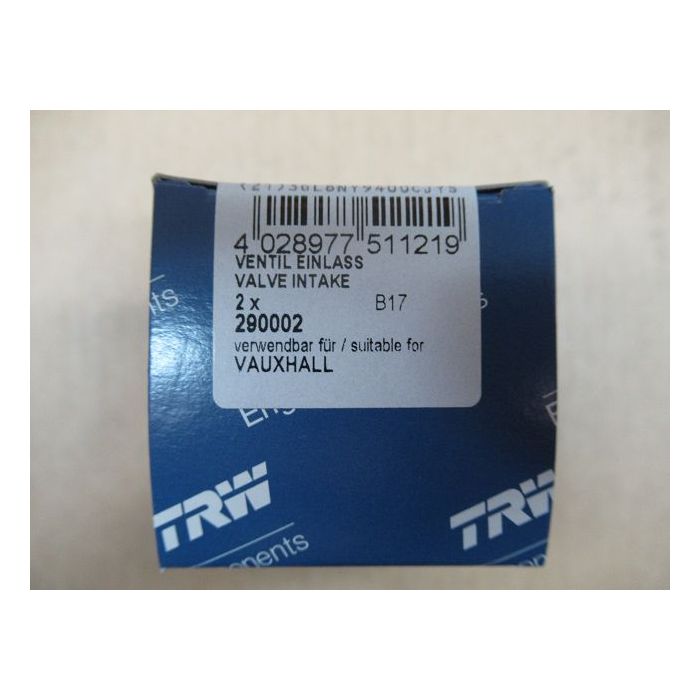 4 028977 511219
VENTIL EINLASS
VALVE INTAKE
2 x B17
290002
verwendbar für / suitable for
VAUXHALL
TRW
TRW